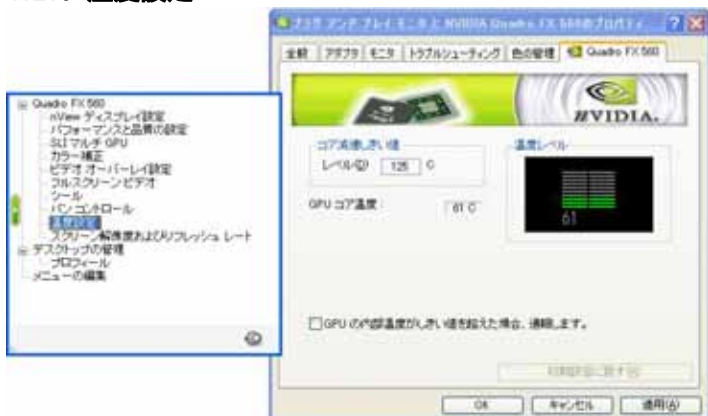 プラグ アンド プレイ モニタ と NVIDIA Quadro FX 560のプロパティ
全般
アダプタ
モニタ
トラブルシューティング
色の管理
Quadro FX 560
NVIDIA.
Quadro FX 560
nView ディスプレイ設定
パフォーマンスと品質の設定
SLI マルチ GPU
カラー補正
ビデオ オーバーレイ設定
フルスクリーン ビデオ
ツール
パン コントロール
温度設定
スクリーン解像度およびリフレッシュ レート
デスクトップの管理
プロフィール
メニューの編集
コア減速しきい値
レベル(D) 125 C
GPU コア温度 61 C
温度レベル
61
GPU の内部温度がしきい値を超えた場合、通知します。
OK
キャンセル
適用(A)